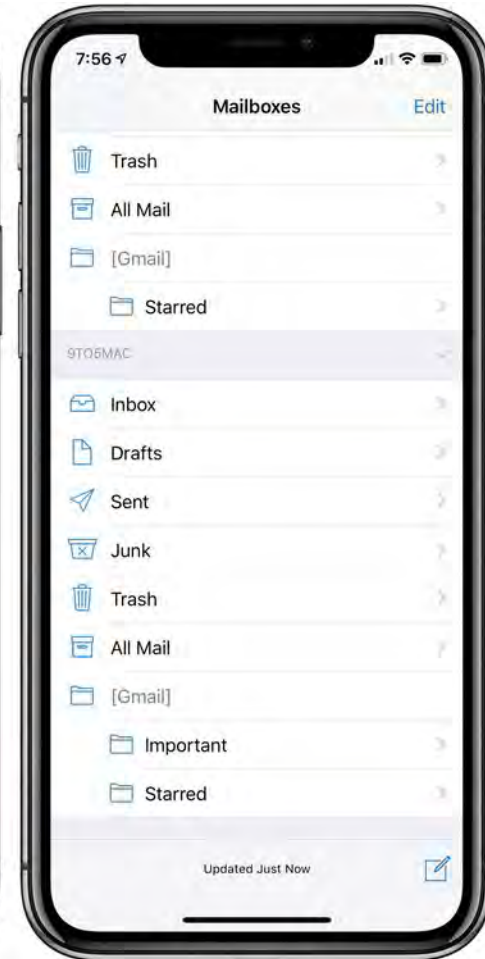 7:56
Mailboxes
Edit
Trash
All Mail
[Gmail]
Starred
9TO5MAC
Inbox
Drafts
Sent
Junk
Trash
All Mail
[Gmail]
Important
Starred
Updated Just Now